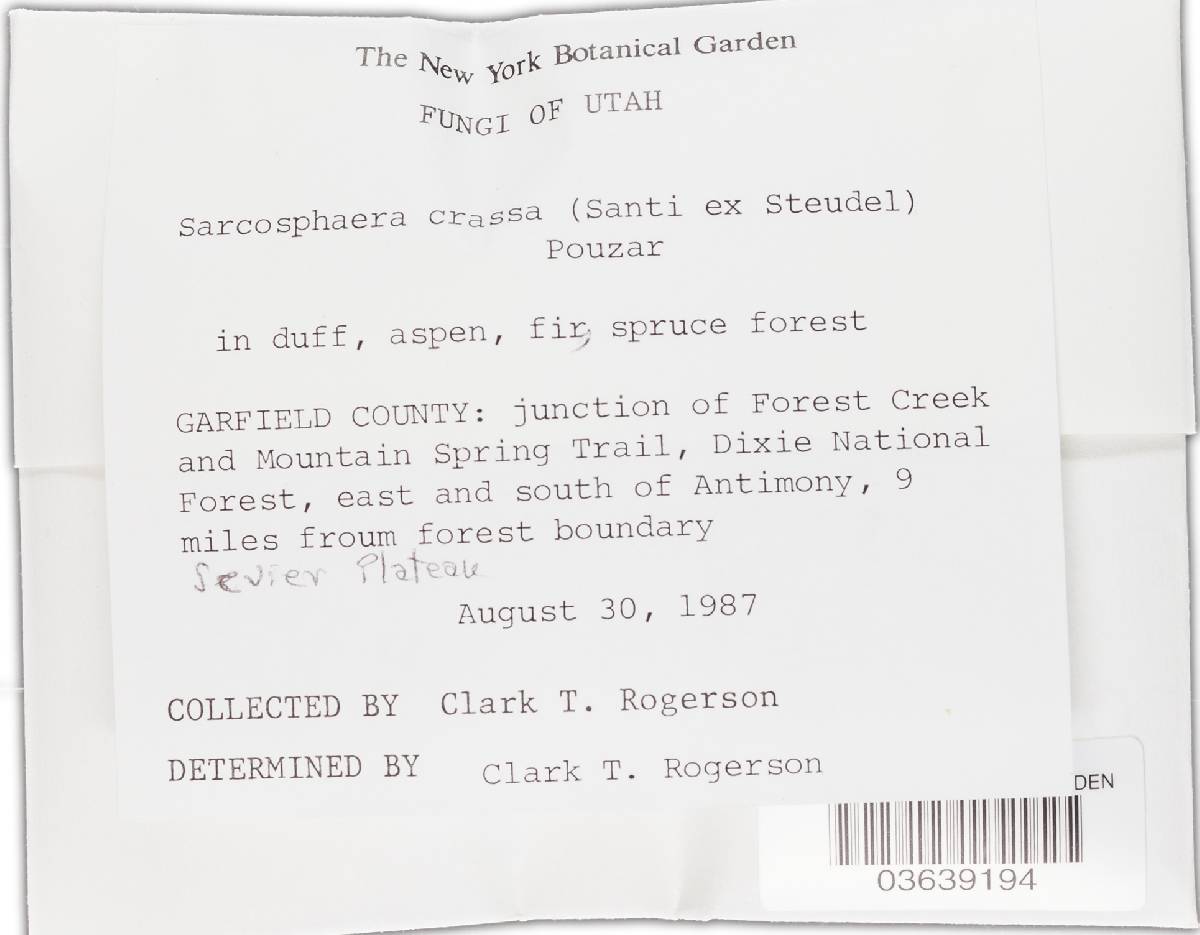 The New York Botanical Garden
FUNGI OF UTAH
Sarcosphaera crassa (Santi ex Steudel)
Pouzar
in duff, aspen, fir, spruce forest
GARFIELD COUNTY: junction of Forest Creek
and Mountain Spring Trail, Dixie National
Forest, east and south of Antimony, 9
miles froum forest boundary
Sevier Plateau
August 30, 1987
COLLECTED BY Clark T. Rogerson
DETERMINED BY Clark T. Rogerson
DEN
03639194